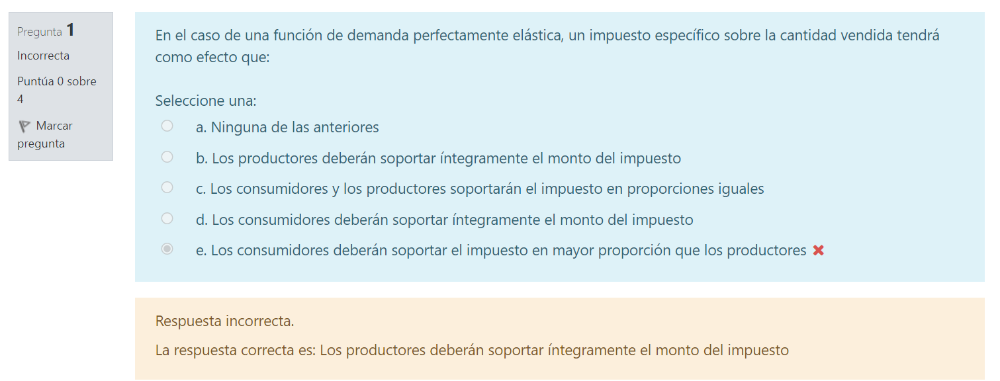 Pregunta 1
Incorrecta
Puntúa 0 sobre
4
Marcar
pregunta
En el caso de una función de demanda perfectamente elástica, un impuesto específico sobre la cantidad vendida tendrá
como efecto que:
Seleccione una:
a. Ninguna de las anteriores
b. Los productores deberán soportar íntegramente el monto del impuesto
c. Los consumidores y los productores soportarán el impuesto en proporciones iguales
d. Los consumidores deberán soportar íntegramente el monto del impuesto
e. Los consumidores deberán soportar el impuesto en mayor proporción que los productores
Respuesta incorrecta.
La respuesta correcta es: Los productores deberán soportar íntegramente el monto del impuesto